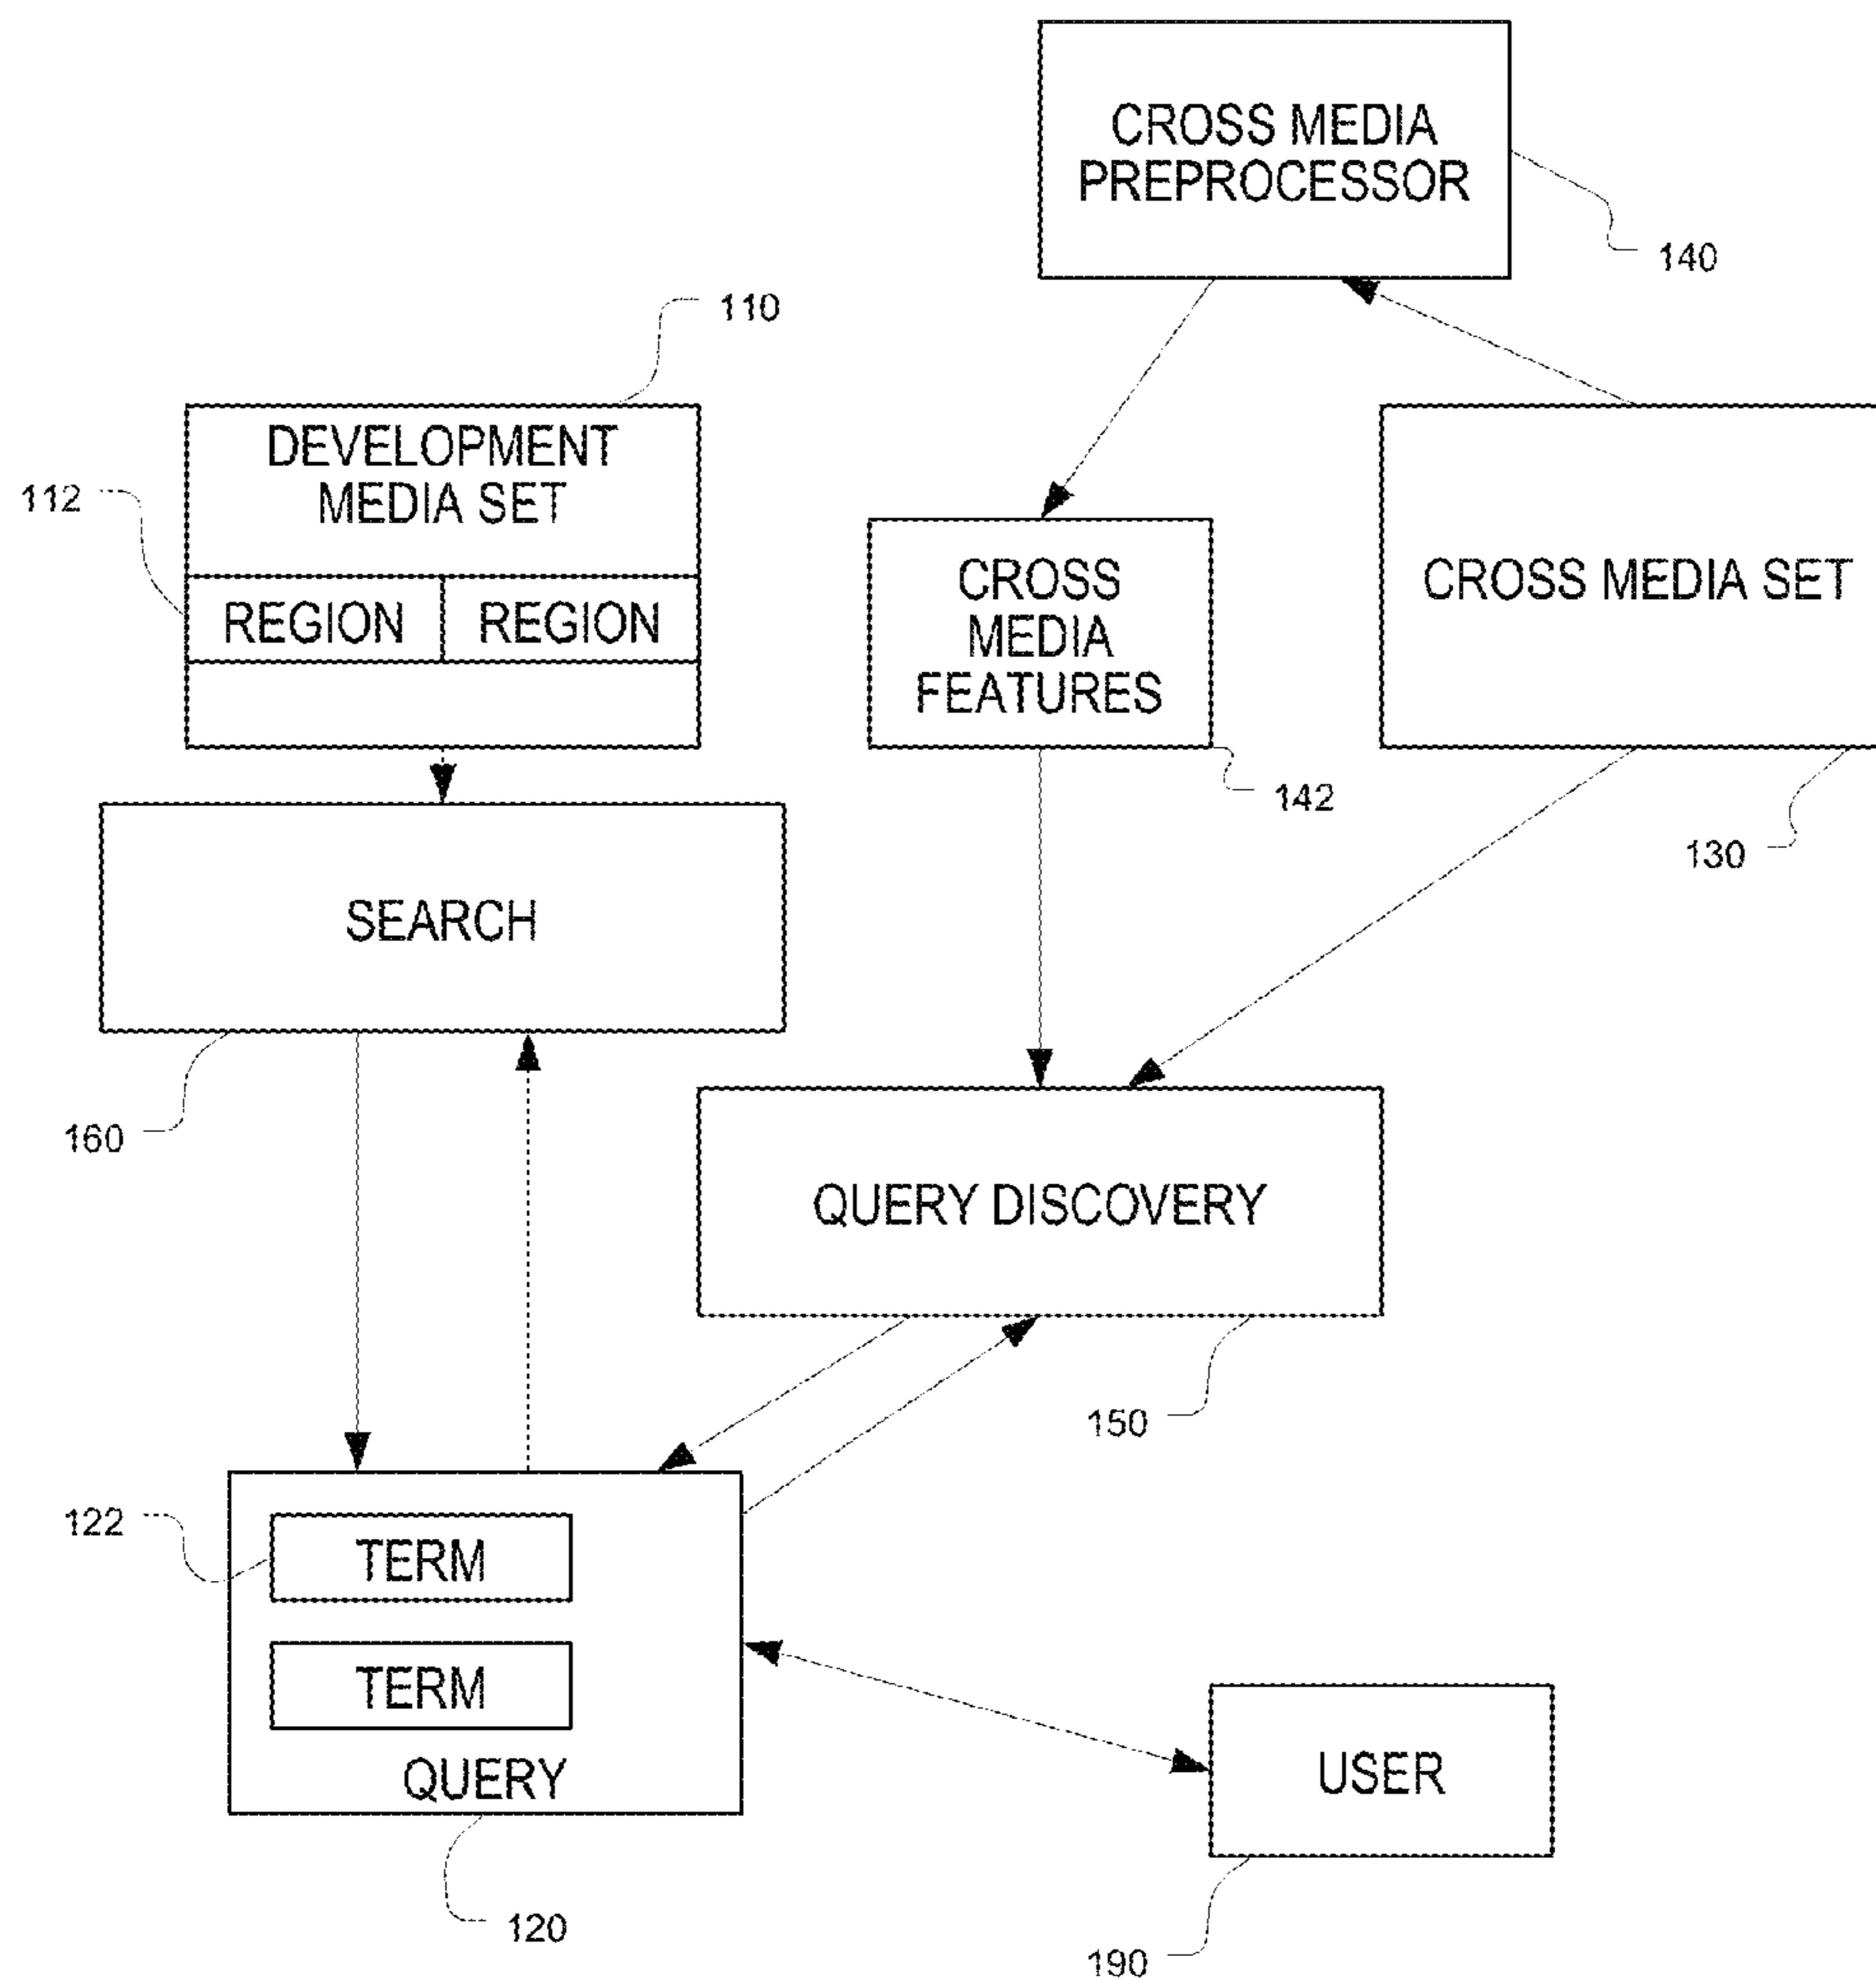 CROSS MEDIA
PREPROCESSOR
140
110
DEVELOPMENT
MEDIA SET
112
REGION
REGION
CROSS
MEDIA
FEATURES
CROSS MEDIA SET
142
130
SEARCH
160
QUERY DISCOVERY
150
122
TERM
TERM
QUERY
USER
120
190